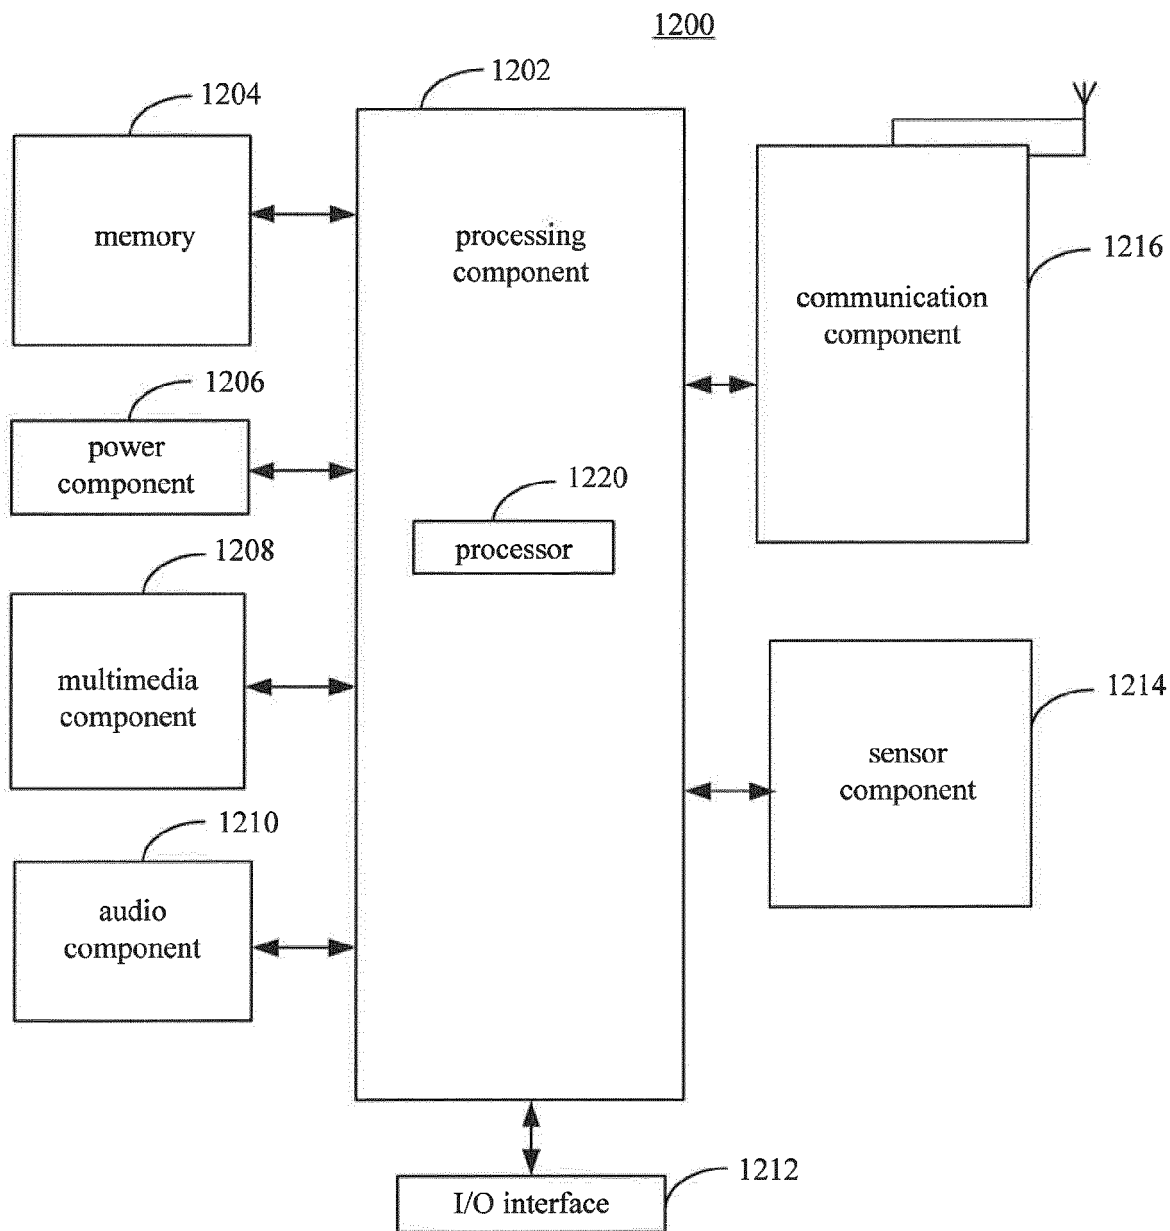 1200
1202
1204
memory
processing
component
1216
communication
component
1206
power
component
1220
processor
1208
multimedia
component
1214
sensor
component
1210
audio
component
1212
I/O interface